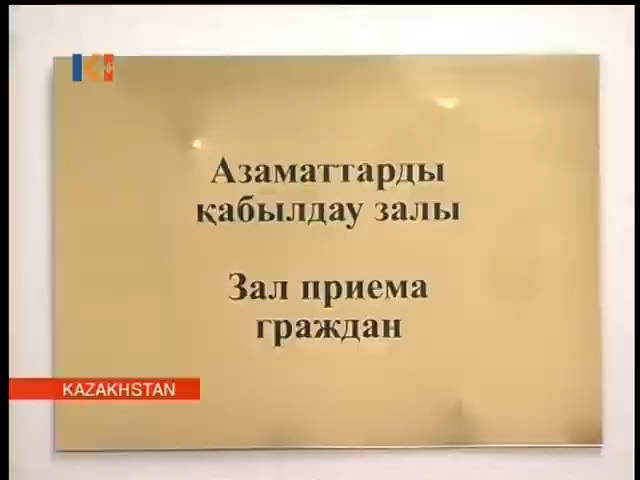 Азаматтарды
қабылдау залы
Зал приема
граждан
KAZAKHSTAN